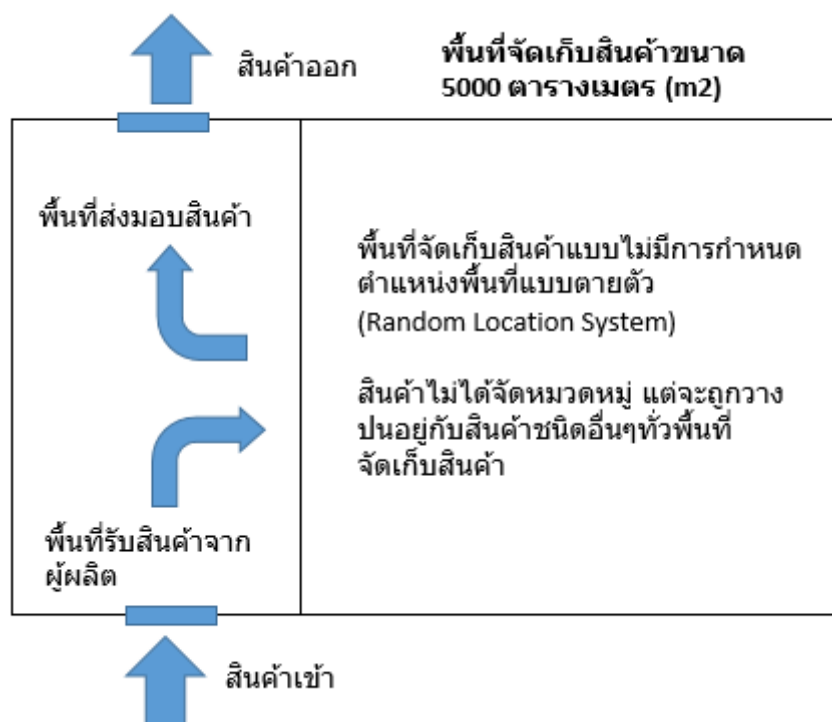 สินค้าออก
พื้นที่จัดเก็บสินค้าขนาด
5000 ตารางเมตร (m2)
พื้นที่ส่งมอบสินค้า
พื้นที่จัดเก็บสินค้าแบบไม่มีการกำหนด
ตำแหน่งพื้นที่แบบตายตัว
(Random Location System)
สินค้าไม่ได้จัดหมวดหมู่ แต่จะถูกวาง
ปนอยู่กับสินค้าชนิดอื่นๆทั่วพื้นที่
จัดเก็บสินค้า
พื้นที่รับสินค้าจาก
ผู้ผลิต
สินค้าเข้า